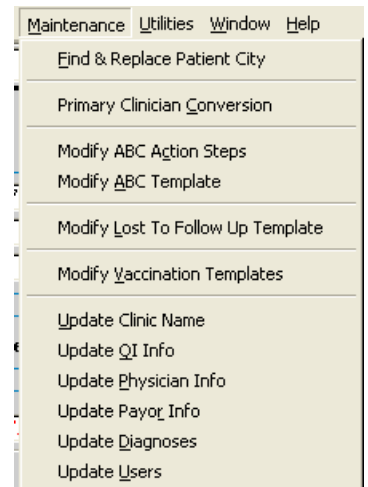 Maintenance Utilities Window Help
Find & Replace Patient City
Primary Clinician Conversion
Modify ABC Action Steps
Modify ABC Template
Modify Lost To Follow Up Template
Modify Vaccination Templates
Update Clinic Name
Update QI Info
Update Physician Info
Update Payor Info
Update Diagnoses
Update Users